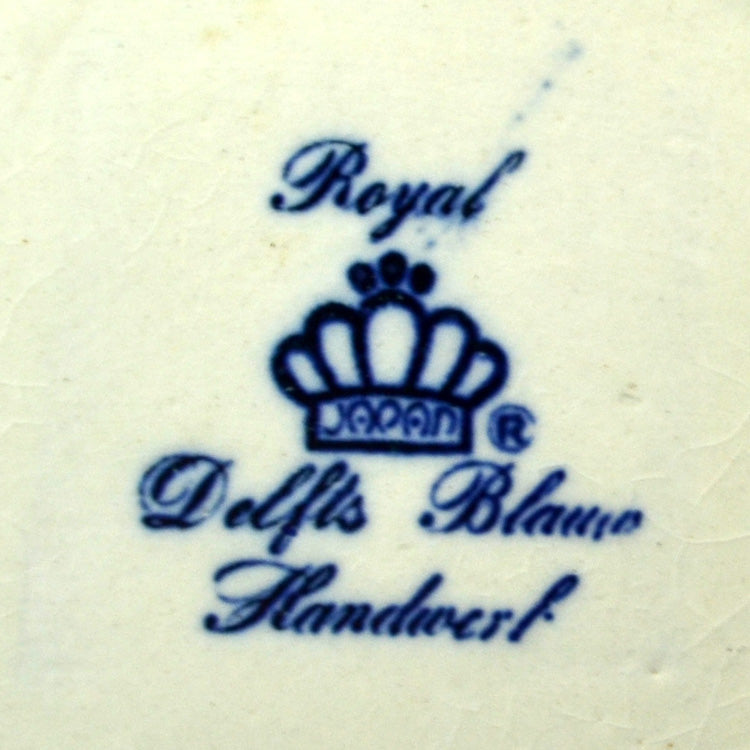 Royal
JAPAN ®
Delfts Blauw
Handwerk